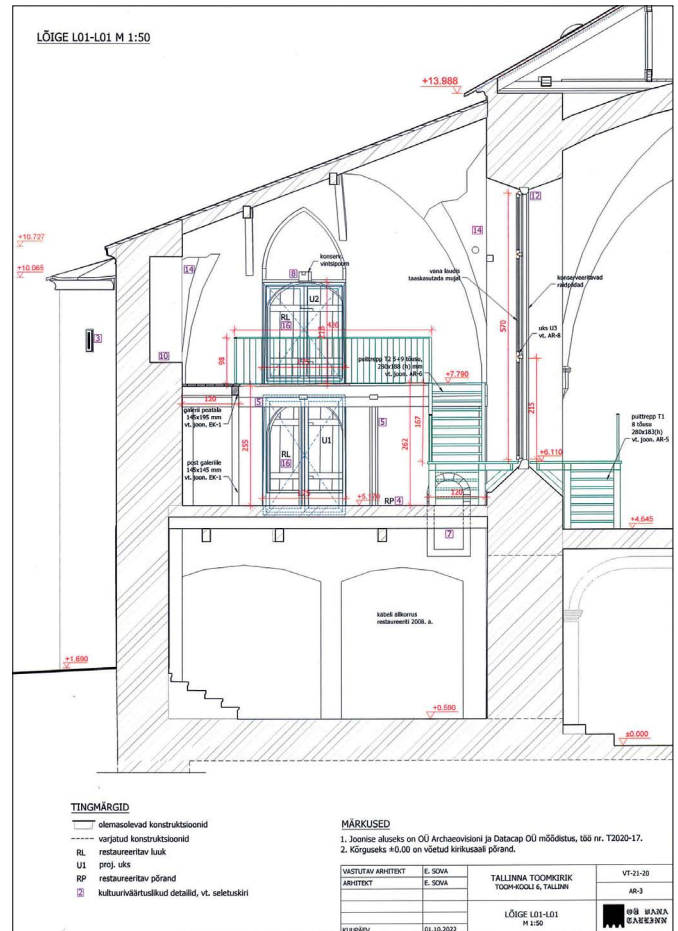 LÕIGE L01-L01 M 1:50
+13.988
12
+10.727
+10.065
14
14
konserv.
vintsipoom
8
vana laudis
taaskasutada mujal
konserveeritavad
raidpiidad
U2
RL
16
218
420
570
3
10
98
uks U3
vt. AR-8
puittrepp T2 5+9 tõusu,
280x188 (h) mm
vt. joon. AR-6
+7.790
120
5
galerii postala
145x195 mm
vt. joon. EK-1
5
167
215
puittrepp T1
8 tõusu
280x183(h)
vt. joon. AR-5
U1
RL
16
255
262
+6.110
post galeriile
145x145 mm
vt. joon. EK-1
RP
4
120
+4.645
7
kabeli alkorrus
restaureeriti 2008. a.
+1.690
+0.590
±0.000
TINGMÄRGID
olemasolevad konstruktsioonid
varjatud konstruktsioonid
RL restaureeritav luuk
U1 proj. uks
RP restaureeritav põrand
2 kultuuriväärtuslikud detailid, vt. seletuskiri
MÄRKUSED
1. Joonise aluseks on OÜ Archaeovisioni ja Datacap OÜ mõõdistus, töö nr. T2020-17.
2. Kõrguseks ±0.00 on võetud kirikusaali põrand.
VASTUTAV ARHITEKT E. SOVA
ARHITEKT E. SOVA
TALLINNA TOOMKIRIK
TOOM-KOOLI 6, TALLINN
VT-21-20
AR-3
LÕIGE L01-L01
M 1:50
OÜ VANA
TALLINN
KUUPÄEV 01.10.2022